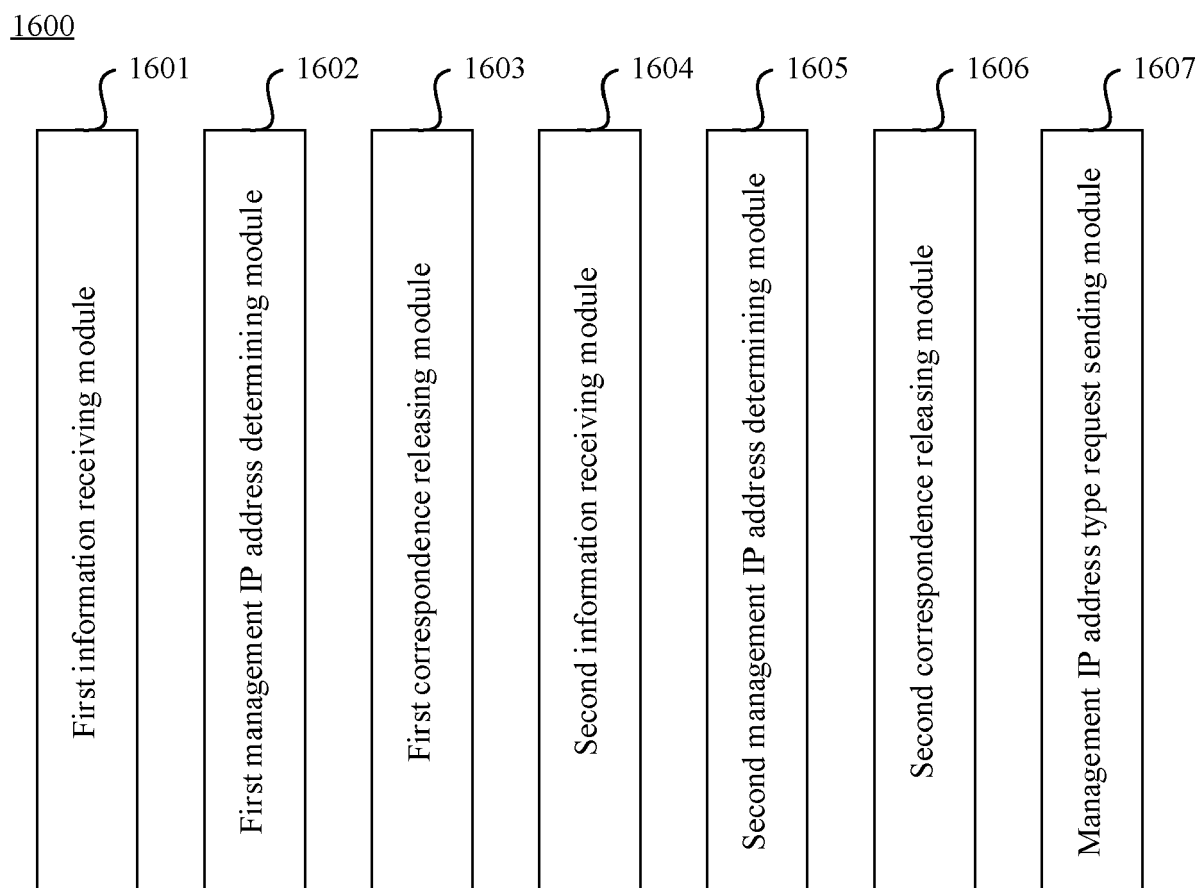 1600
1601
1602
1603
1604
1605
1606
1607
First information receiving module
First management IP address determining module
First correspondence releasing module
Second information receiving module
Second management IP address determining module
Second correspondence releasing module
Management IP address type request sending module